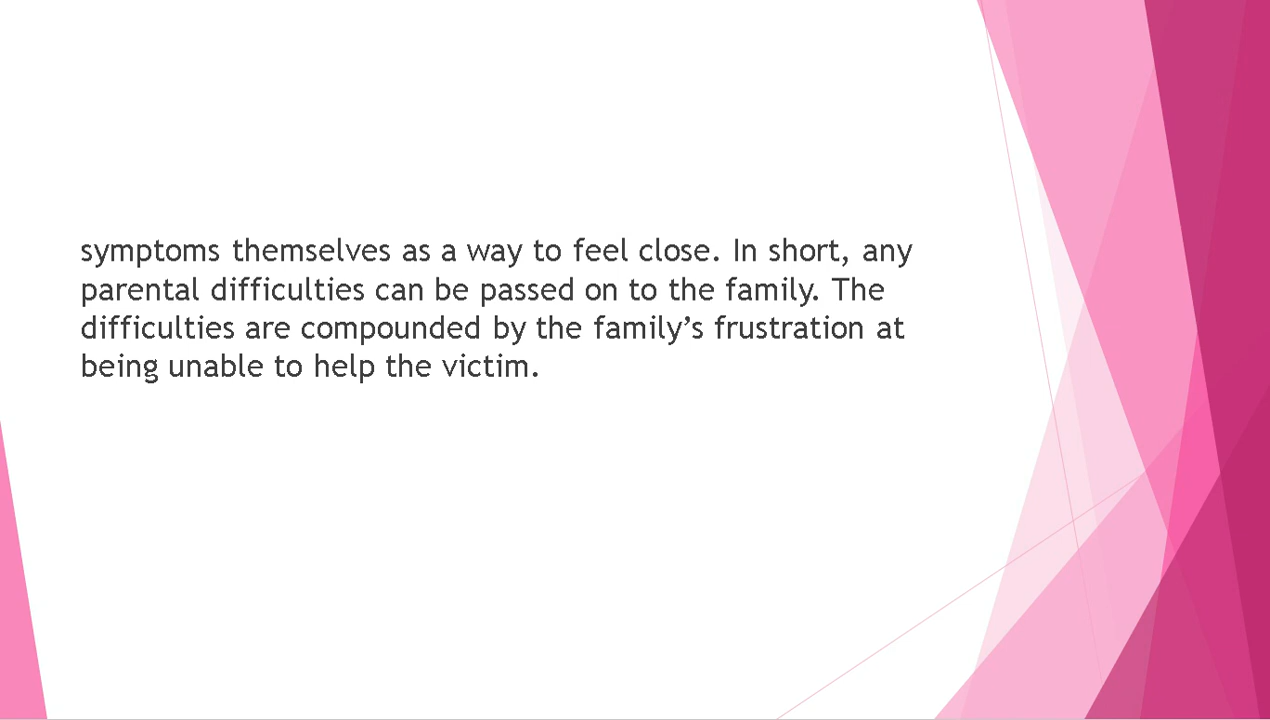 symptoms themselves as a way to feel close. In short, any
parental difficulties can be passed on to the family. The
difficulties are compounded by the family’s frustration at
being unable to help the victim.